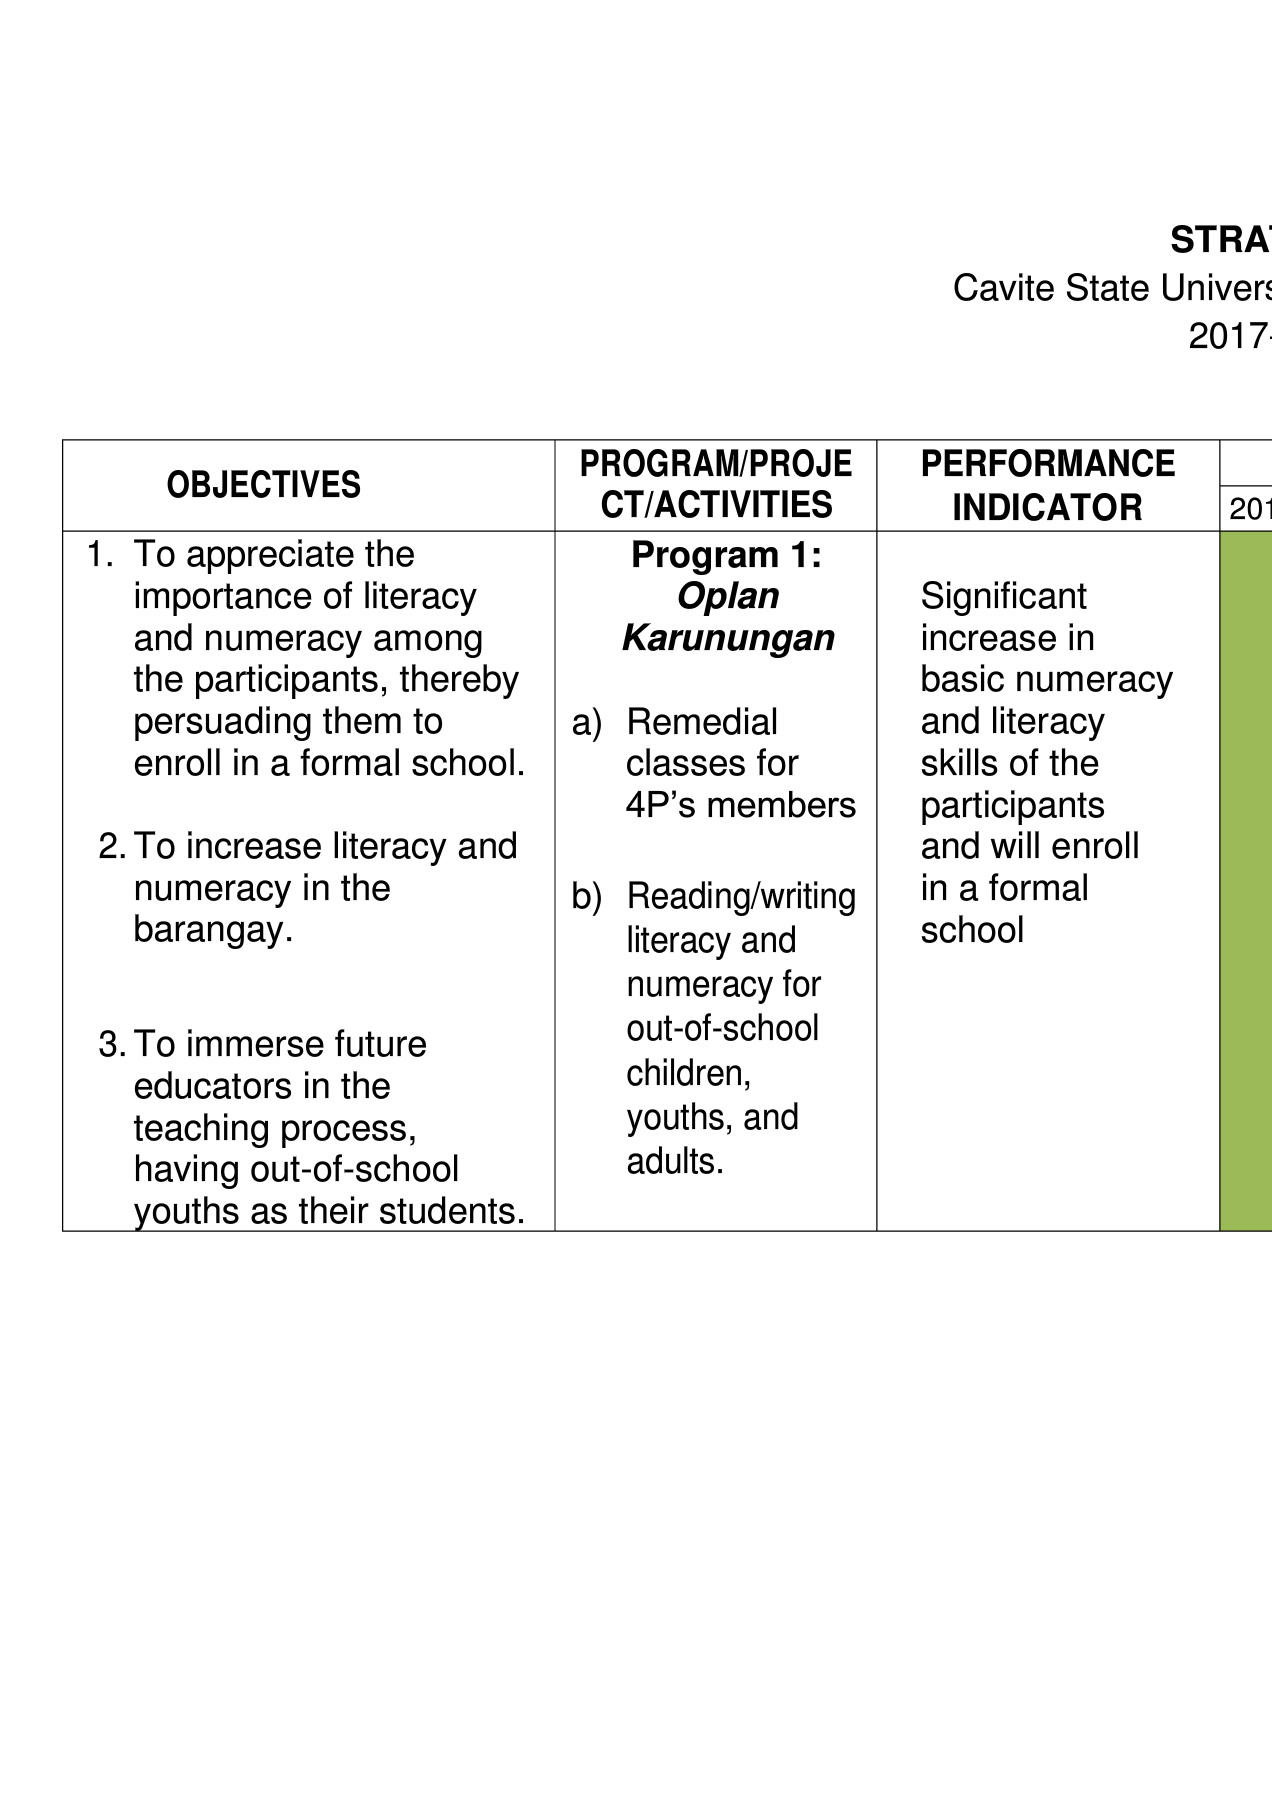 STRAT
Cavite State Univers
2017-
OBJECTIVES
PROGRAM/PROJE
CT/ACTIVITIES
PERFORMANCE
INDICATOR
201
1. To appreciate the
importance of literacy
and numeracy among
the participants, thereby
persuading them to
enroll in a formal school.
2. To increase literacy and
numeracy in the
barangay.
3. To immerse future
educators in the
teaching process,
having out-of-school
youths as their students.
Program 1:
Oplan
Karunungan
a) Remedial
classes for
4P’s members
b) Reading/writing
literacy and
numeracy for
out-of-school
children,
youths, and
adults.
Significant
increase in
basic numeracy
and literacy
skills of the
participants
and will enroll
in a formal
school